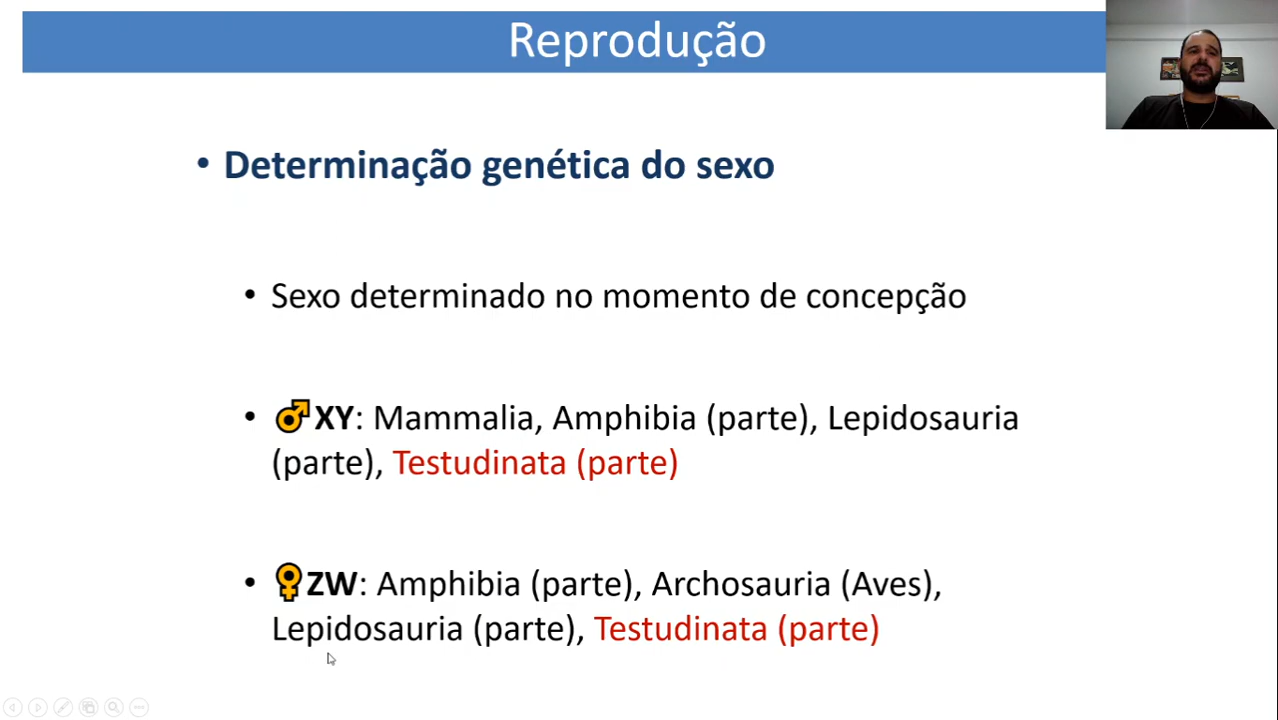 Reprodução
• Determinação genética do sexo
• Sexo determinado no momento de concepção
• ♂XY: Mammalia, Amphibia (parte), Lepidosauria
(parte), Testudinata (parte)
• ♀ZW: Amphibia (parte), Archosauria (Aves),
Lepidosauria (parte), Testudinata (parte)